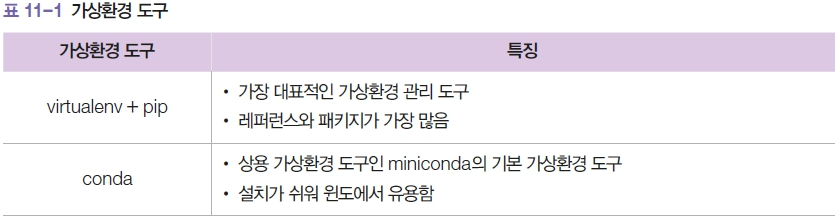 표 11-1 가상환경 도구
가상환경 도구
특징
virtualenv + pip
• 가장 대표적인 가상환경 관리 도구
• 레퍼런스와 패키지가 가장 많음
conda
• 상용 가상환경 도구인 miniconda의 기본 가상환경 도구
• 설치가 쉬워 윈도에서 유용함